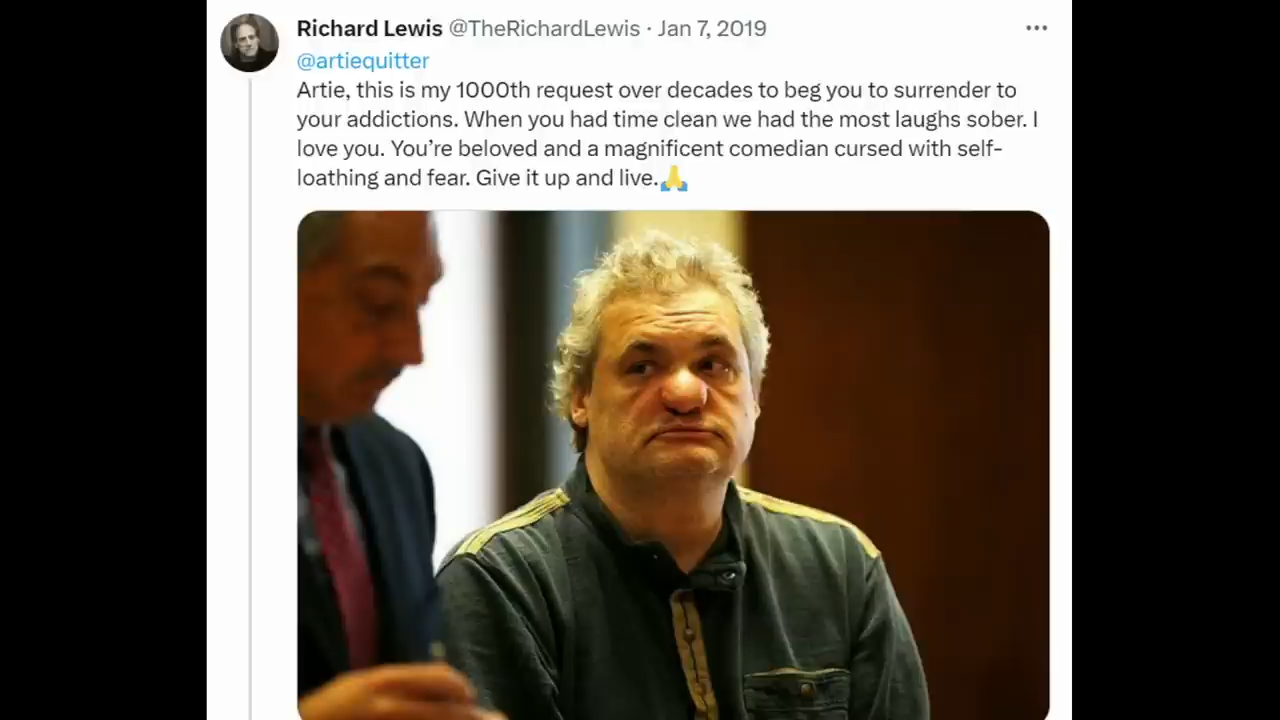 Richard Lewis @TheRichardLewis · Jan 7, 2019
@artiequitter
Artie, this is my 1000th request over decades to beg you to surrender to
your addictions. When you had time clean we had the most laughs sober. I
love you. You’re beloved and a magnificent comedian cursed with self-
loathing and fear. Give it up and live.🙏